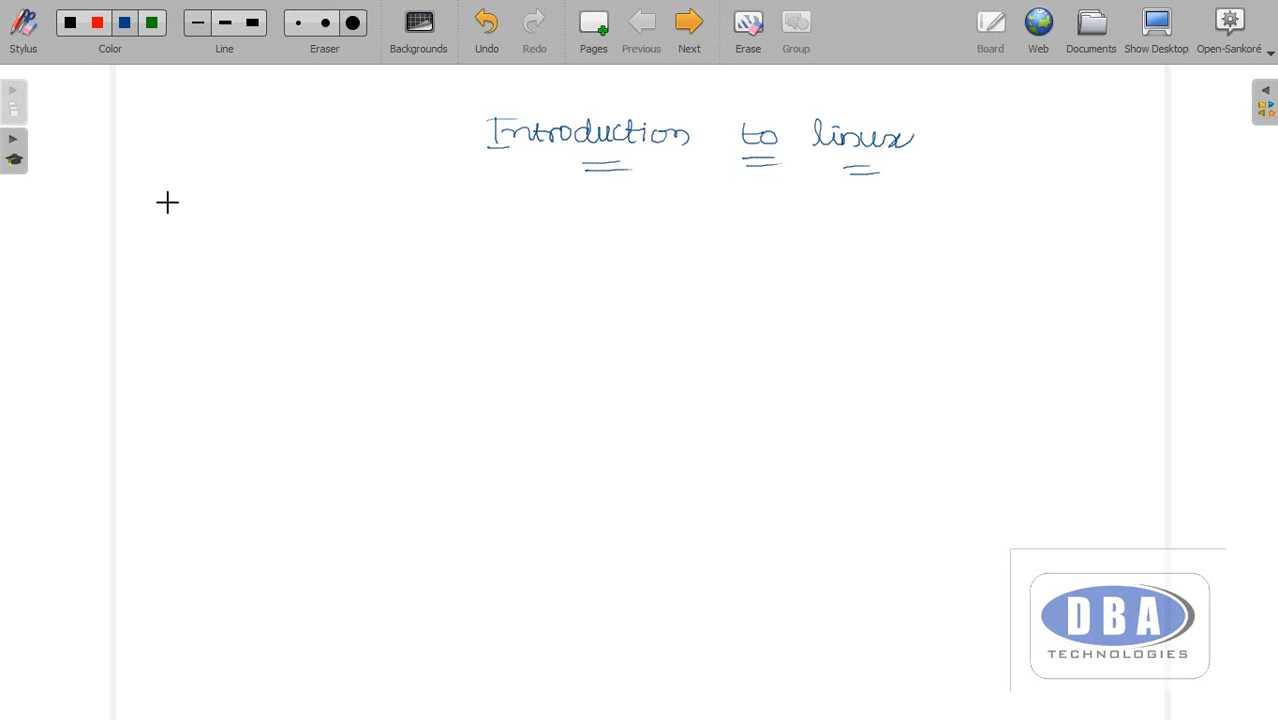 Stylus Color Line Eraser Backgrounds Undo Redo Pages Previous Next Erase Group Board Web Documents Show Desktop Open-Sankoré
Introduction to linux
DBA
TECHNOLOGIES